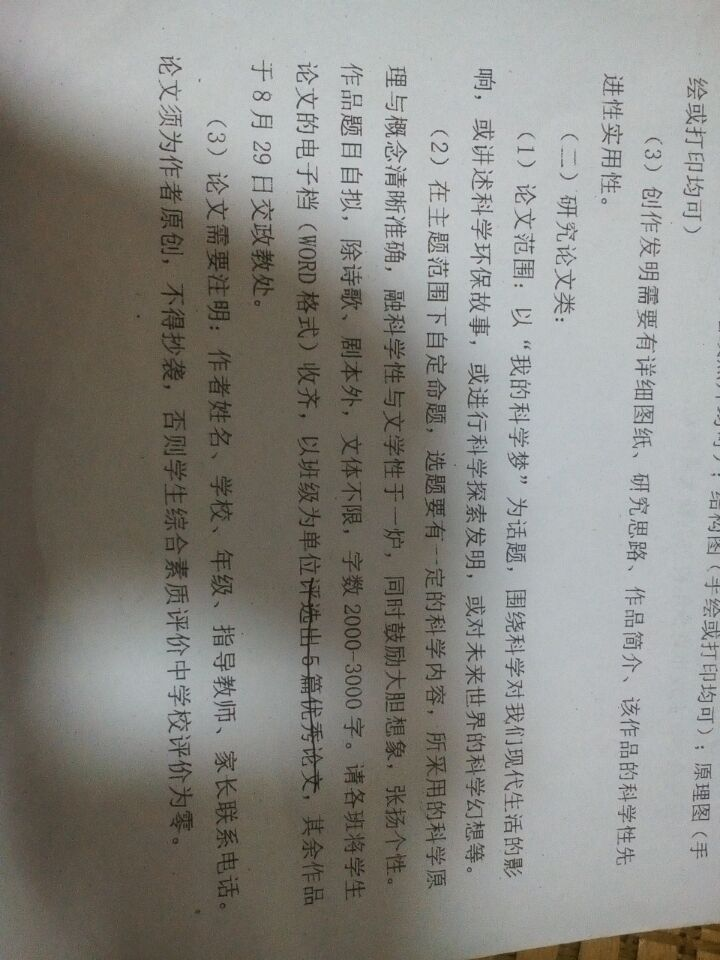 结构图（手绘或打印均可）；原理图（手
绘或打印均可）
（3）创作发明需要有详细图纸、研究思路、作品简介、该作品的科学性先
进性实用性。
（二）研究论文类：
（1）论文范围：以“我的科学梦”为话题，围绕科学对我们现代生活的影
响，或讲述科学环保故事，或进行科学探索发明，或对未来世界的科学幻想等。
（2）在主题范围下自定命题，选题要有一定的科学内容，所采用的科学原
理与概念清晰准确，融科学性与文学性于一炉，同时鼓励大胆想象，张扬个性。
作品题目自拟，除诗歌、剧本外，文体不限，字数2000-3000字。请各班将学生
论文的电子档（WORD格式）收齐，以班级为单位评选出5篇优秀论文，其余作品
于8月29日交政教处。
（3）论文需要注明：作者姓名、学校、年级、指导教师、家长联系电话。
论文须为作者原创，不得抄袭，否则学生综合素质评价中学校评价为零。